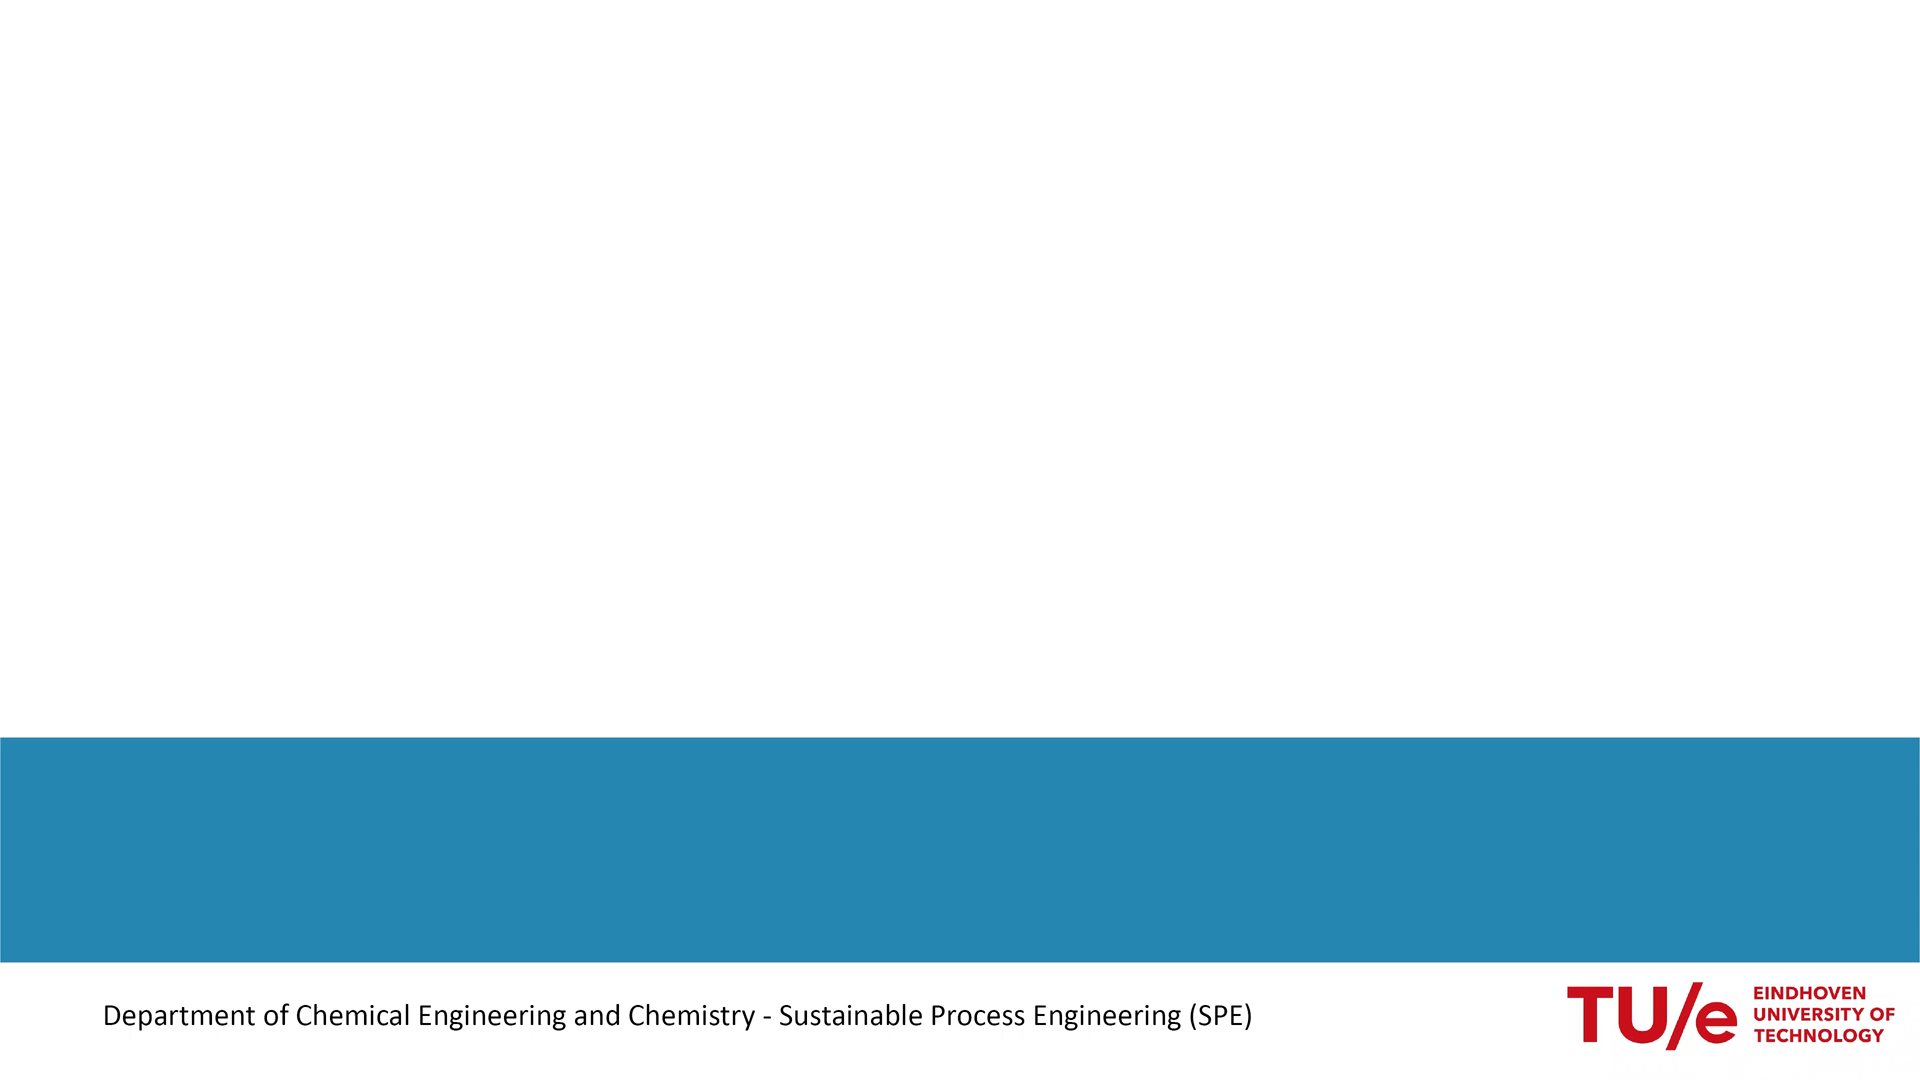 Department of Chemical Engineering and Chemistry - Sustainable Process Engineering (SPE)
TU/e
EINDHOVEN
UNIVERSITY OF
TECHNOLOGY